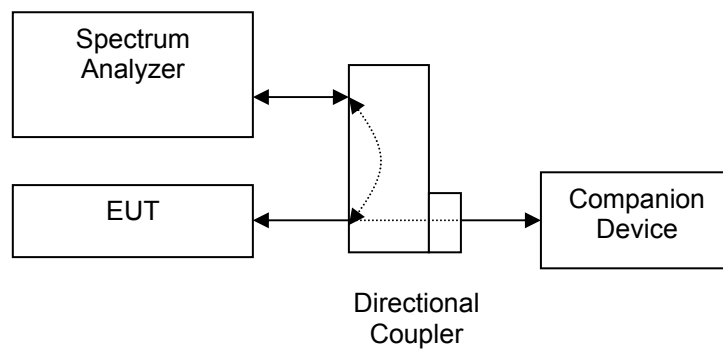 Spectrum
Analyzer
EUT
Companion
Device
Directional
Coupler